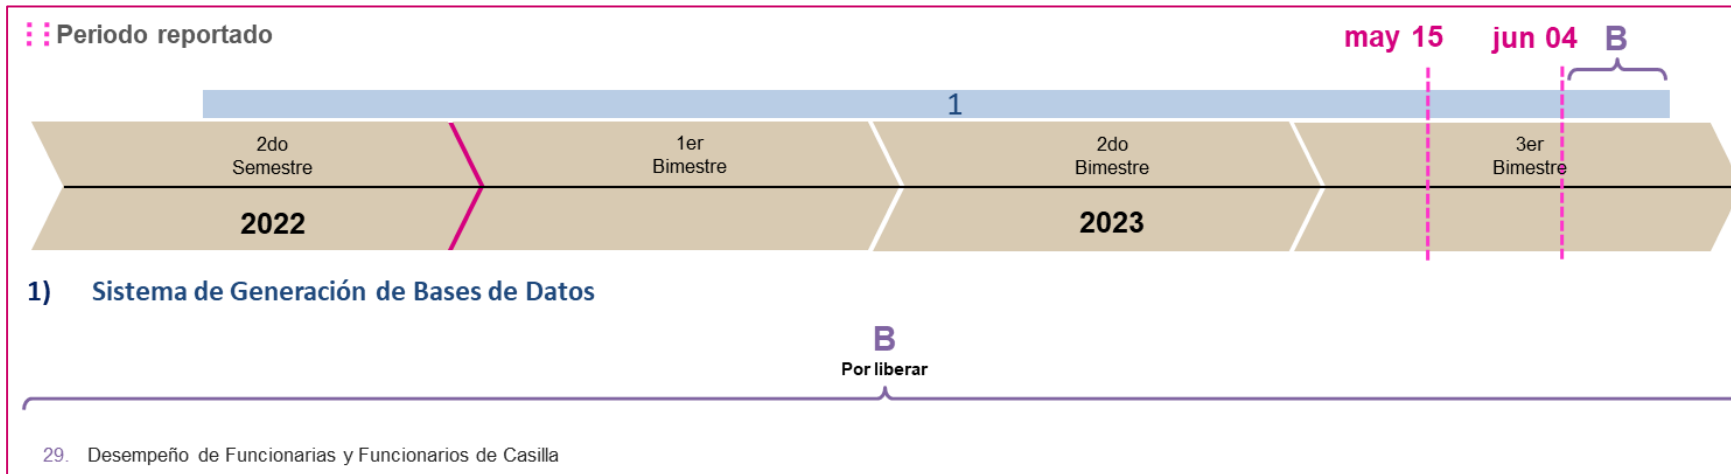 Periodo reportado
may 15
jun 04
B
1
2do
Semestre
1er
Bimestre
2do
Bimestre
3er
Bimestre
2022
2023
1) Sistema de Generación de Bases de Datos
B
Por liberar
29. Desempeño de Funcionarias y Funcionarios de Casilla